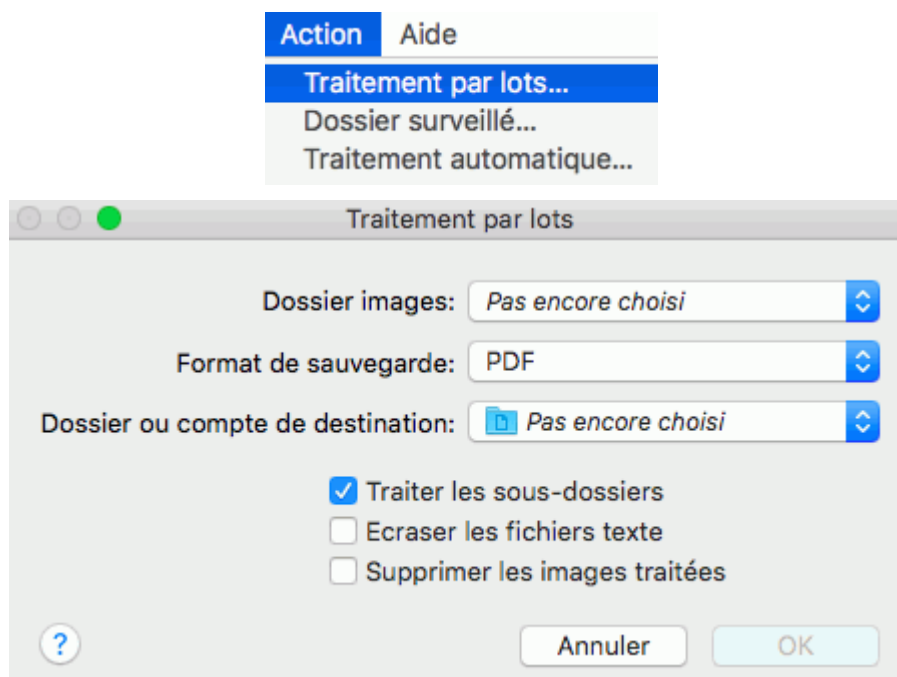 Action Aide
Traitement par lots...
Dossier surveillé...
Traitement automatique...
Traitement par lots
Dossier images: Pas encore choisi
Format de sauvegarde: PDF
Dossier ou compte de destination: Pas encore choisi
Traiter les sous-dossiers
Ecraser les fichiers texte
Supprimer les images traitées
? Annuler OK